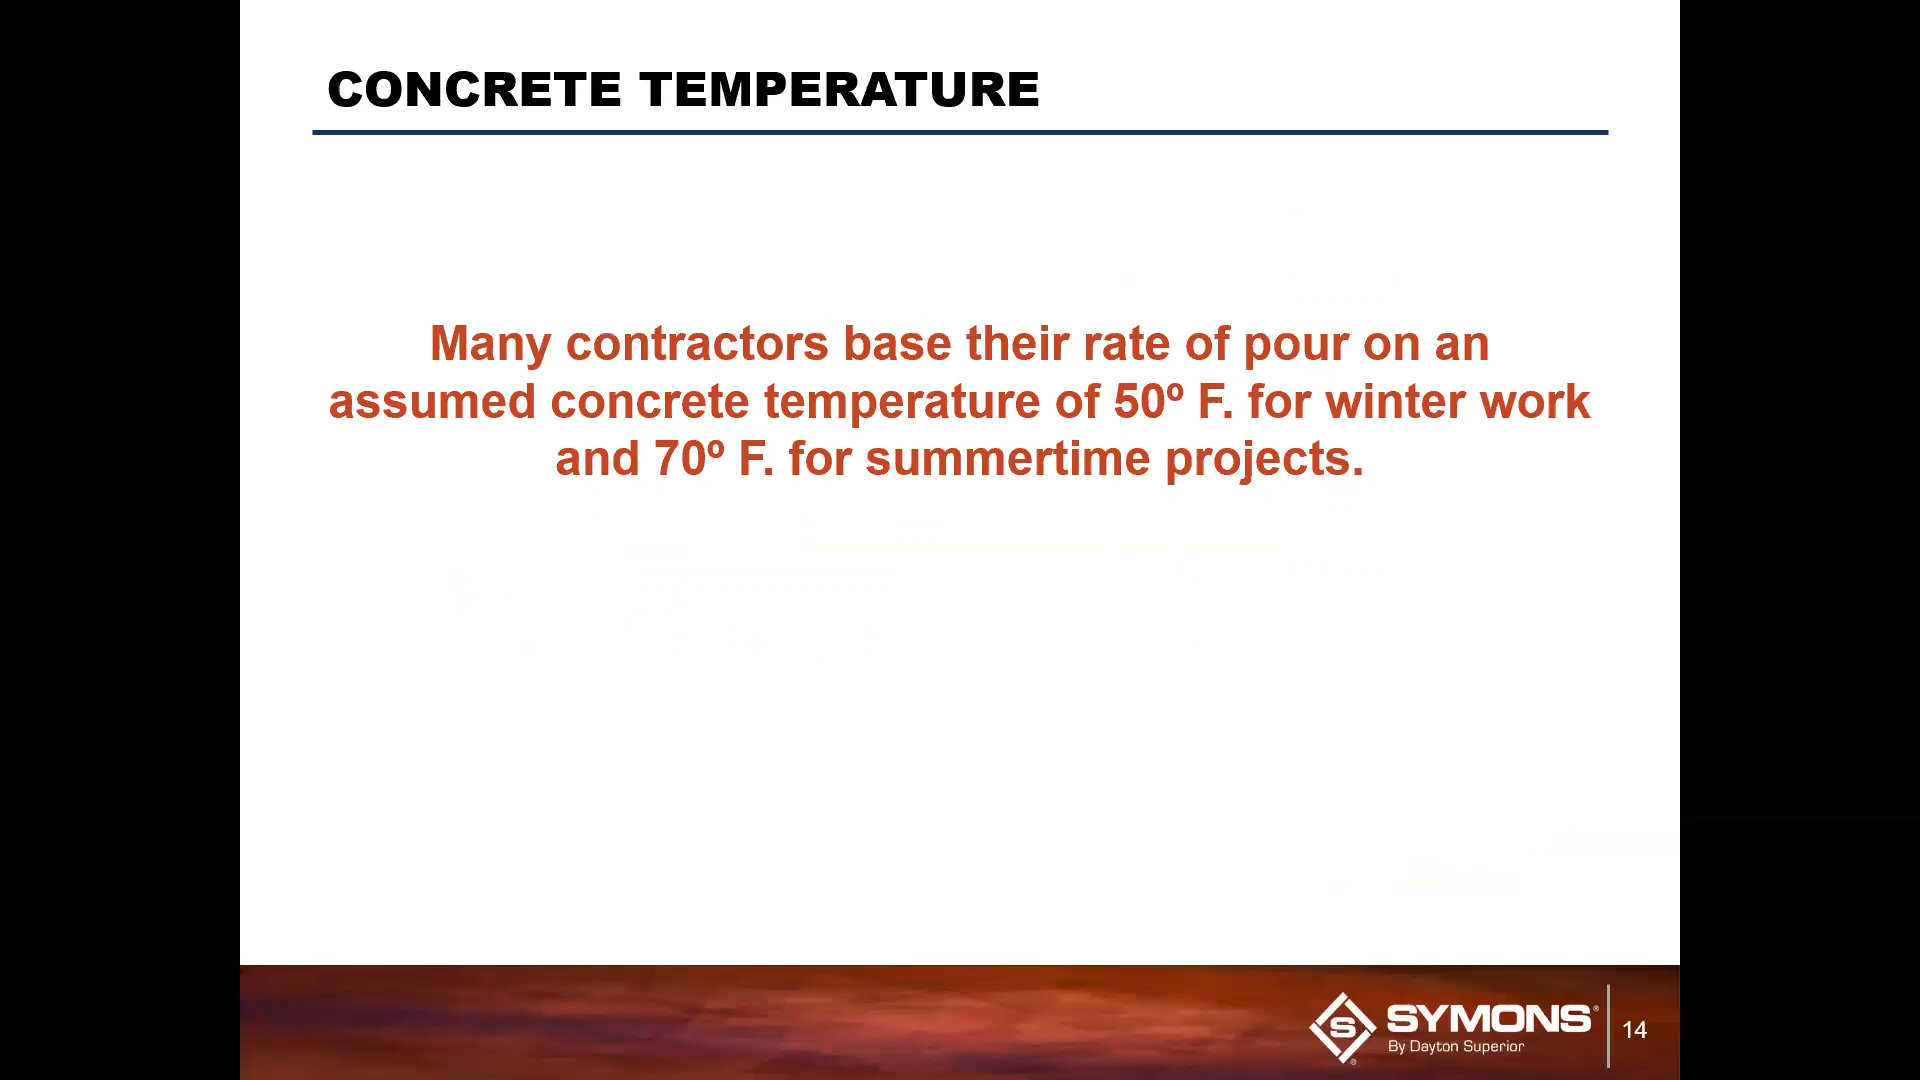 CONCRETE TEMPERATURE
Many contractors base their rate of pour on an
assumed concrete temperature of 50º F. for winter work
and 70º F. for summertime projects.
S
SYMONS®
By Dayton Superior
14